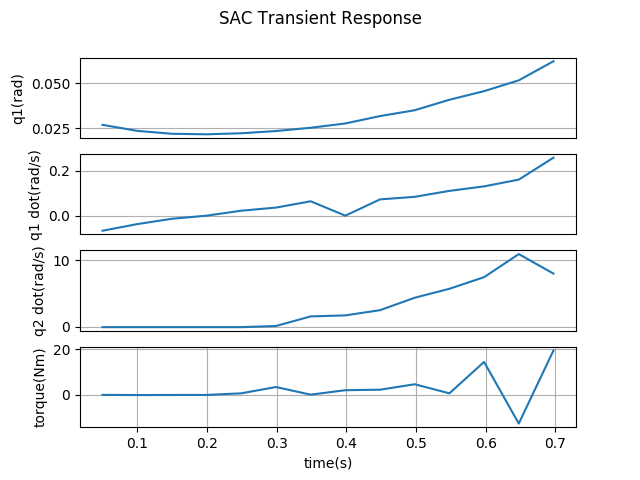 SAC Transient Response
q1(rad)
0.050
0.025
q1 dot(rad/s)
0.2
0.0
q2 dot(rad/s)
10
0
torque(Nm)
20
0
0.1 0.2 0.3 0.4 0.5 0.6 0.7
time(s)